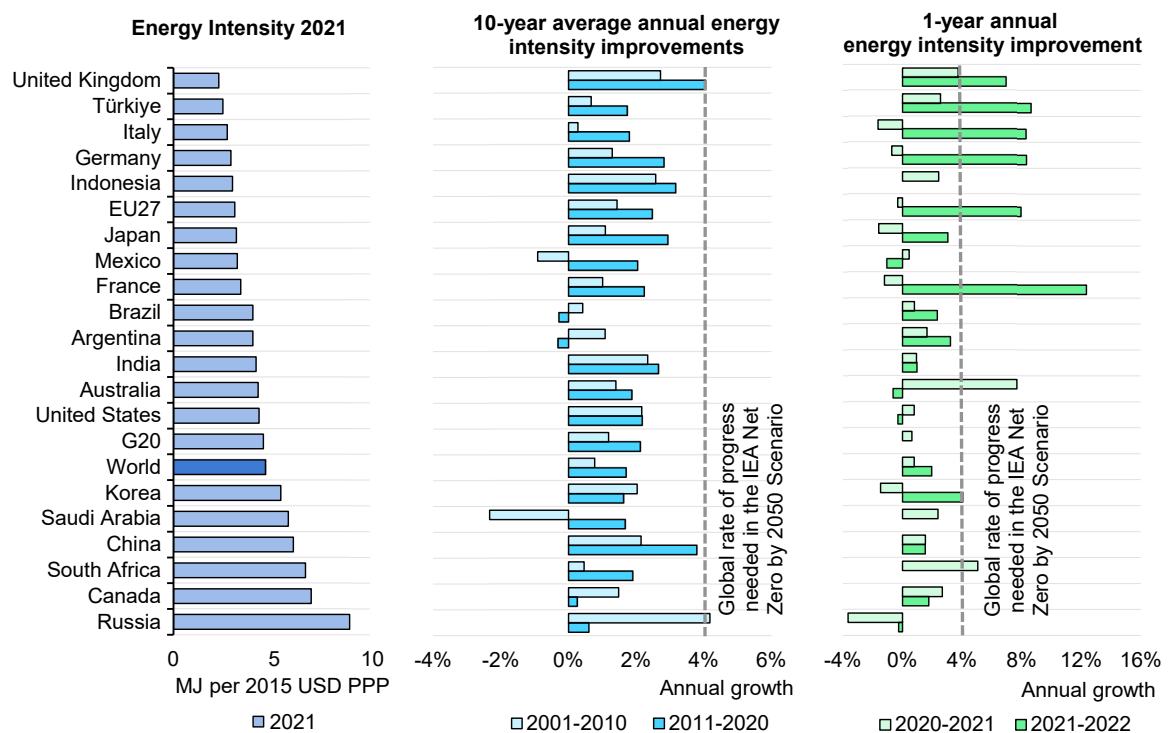 Energy Intensity 2021
10-year average annual energy
intensity improvements
1-year annual
energy intensity improvement
United Kingdom
Türkiye
Italy
Germany
Indonesia
EU27
Japan
Mexico
France
Brazil
Argentina
India
Australia
United States
G20
World
Korea
Saudi Arabia
China
South Africa
Canada
Russia
0
5
10
MJ per 2015 USD PPP
2021
Global rate of progress
needed in the IEA Net
Zero by 2050 Scenario
-4%
-2%
0%
2%
4%
6%
Annual growth
2001-2010
2011-2020
Global rate of progress
needed in the IEA Net
Zero by 2050 Scenario
-4%
0%
4%
8%
12%
16%
Annual growth
2020-2021
2021-2022